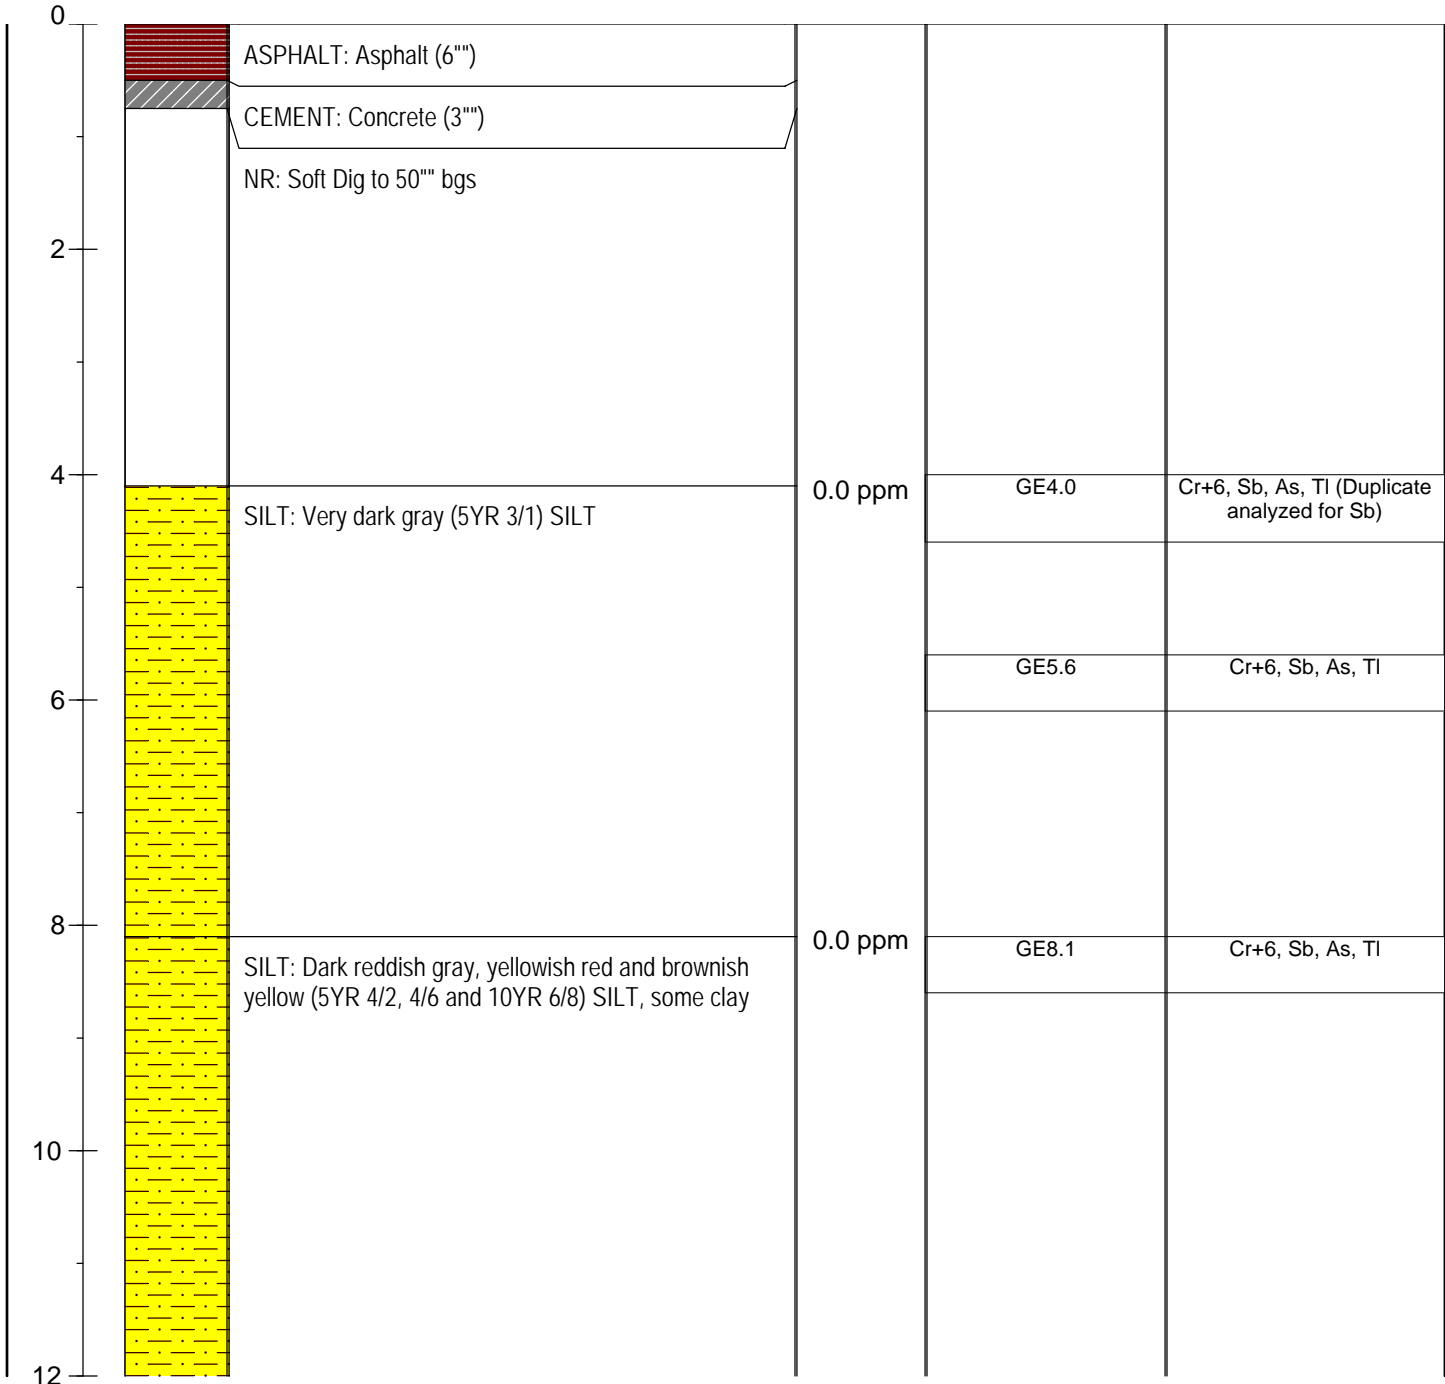 0
ASPHALT: Asphalt (6"")
CEMENT: Concrete (3"")
NR: Soft Dig to 50"" bgs
2
4
0.0 ppm
GE4.0
Cr+6, Sb, As, Tl (Duplicate
analyzed for Sb)
SILT: Very dark gray (5YR 3/1) SILT
GE5.6
Cr+6, Sb, As, Tl
6
8
0.0 ppm
GE8.1
Cr+6, Sb, As, Tl
SILT: Dark reddish gray, yellowish red and brownish
yellow (5YR 4/2, 4/6 and 10YR 6/8) SILT, some clay
10
12